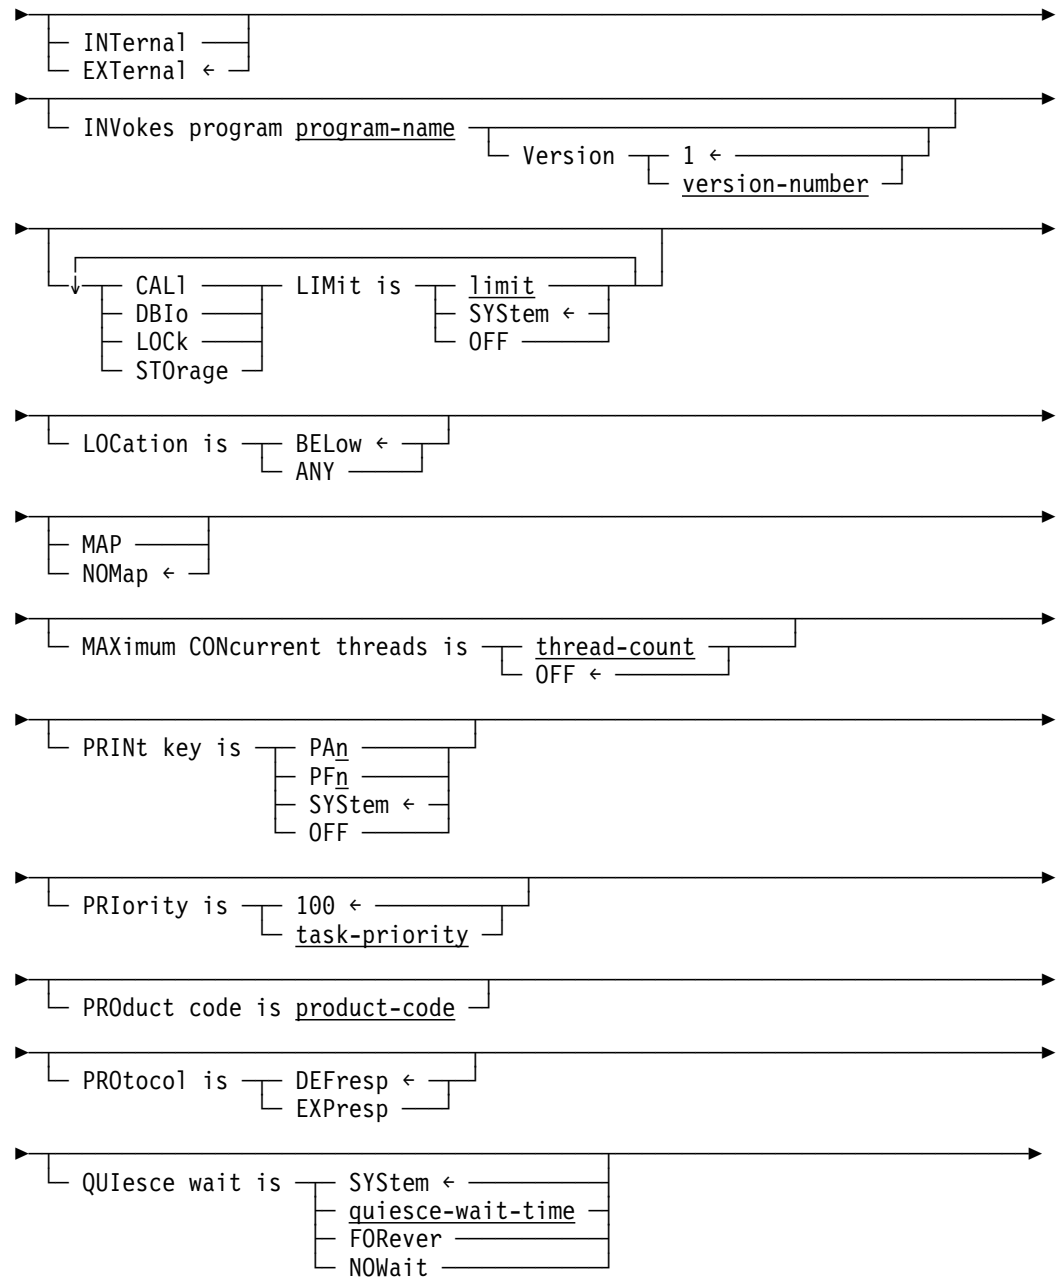 INTernal
EXTernal ←
INVokes program program-name
Version 1 ←
version-number
CALl LIMit is limit
DBIo SYStem ←
LOCk OFF
STOrage
LOCation is BELow ←
ANY
MAP
NOMap ←
MAXimum CONcurrent threads is thread-count
OFF ←
PRINt key is PAn
PFn
SYStem ←
OFF
PRIority is 100 ←
task-priority
PROduct code is product-code
PROtocol is DEFresp ←
EXPresp
QUIesce wait is SYStem ←
quiesce-wait-time
FORever
NOWait